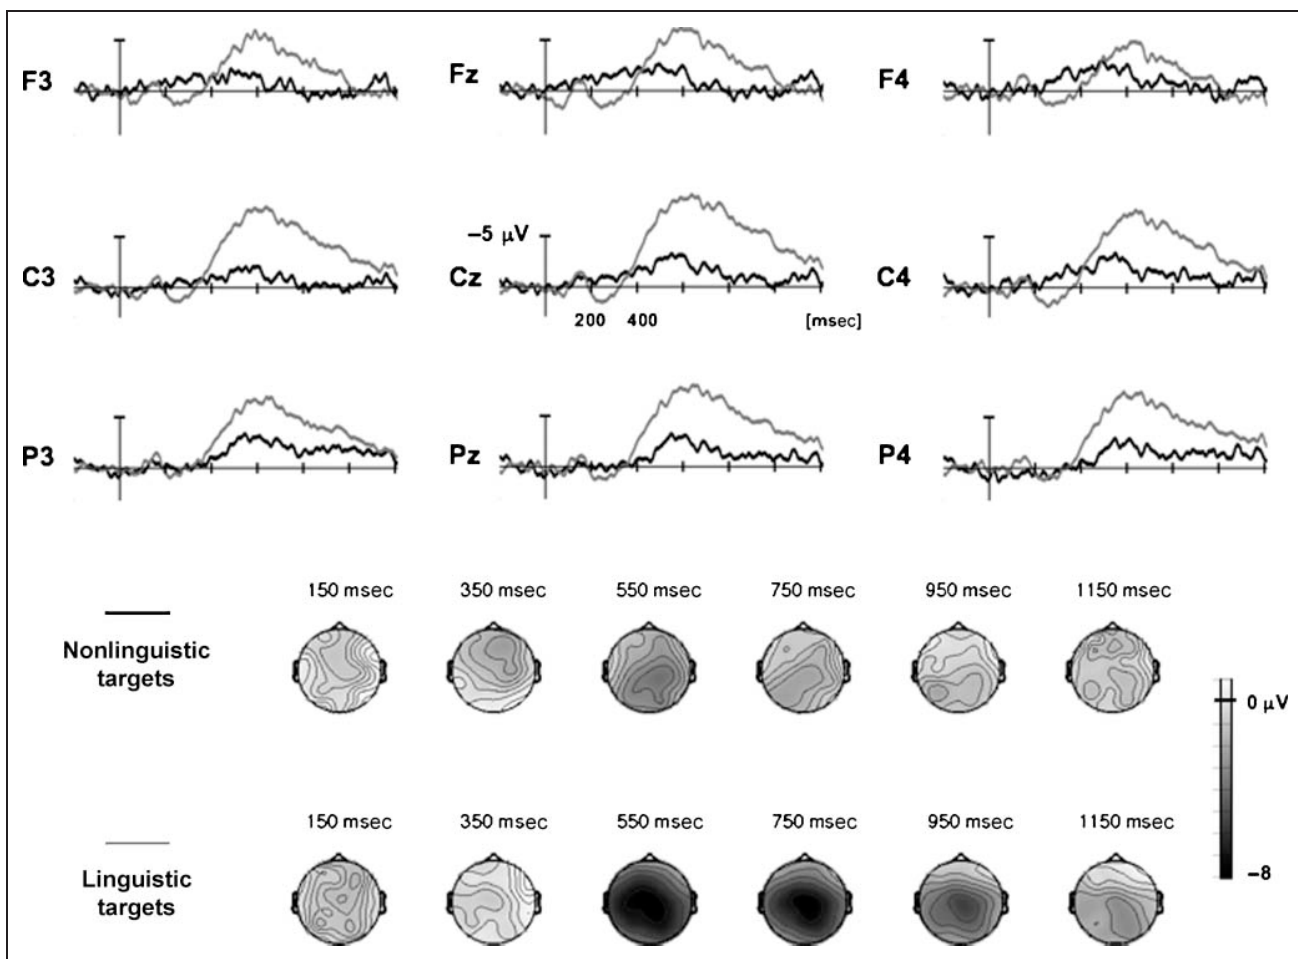 F3
Fz
F4
−5 μV
C3
Cz
C4
200 400 [msec]
P3
Pz
P4
150 msec 350 msec 550 msec 750 msec 950 msec 1150 msec
Nonlinguistic
targets
0 μV
150 msec 350 msec 550 msec 750 msec 950 msec 1150 msec
−8
Linguistic
targets